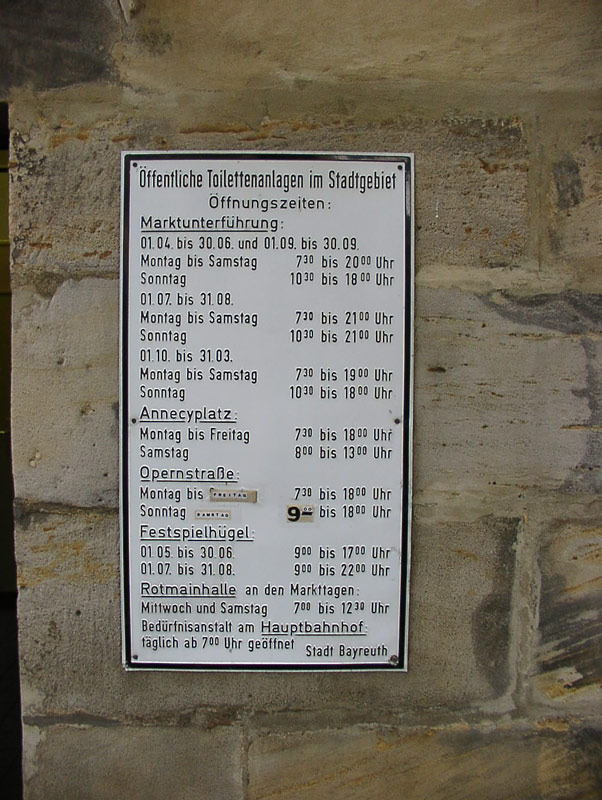 Öffentliche Toilettenanlagen im Stadtgebiet
Öffnungszeiten:
Marktunterführung:
01.04. bis 30.06. und 01.09. bis 30.09.
Montag bis Samstag 7³⁰ bis 20⁰⁰ Uhr
Sonntag 10³⁰ bis 18⁰⁰ Uhr
01.07. bis 31.08.
Montag bis Samstag 7³⁰ bis 21⁰⁰ Uhr
Sonntag 10³⁰ bis 21⁰⁰ Uhr
01.10. bis 31.03.
Montag bis Samstag 7³⁰ bis 19⁰⁰ Uhr
Sonntag 10³⁰ bis 18⁰⁰ Uhr
Annecyplatz:
Montag bis Freitag 7³⁰ bis 18⁰⁰ Uhr
Samstag 8⁰⁰ bis 13⁰⁰ Uhr
Opernstraße:
Montag bis FREITAG 7³⁰ bis 18⁰⁰ Uhr
Sonntag SAMSTAG 9⁰⁰ bis 18⁰⁰ Uhr
Festspielhügel:
01.05. bis 30.06. 9⁰⁰ bis 17⁰⁰ Uhr
01.07. bis 31.08. 9⁰⁰ bis 22⁰⁰ Uhr
Rotmainhalle an den Markttagen:
Mittwoch und Samstag 7⁰⁰ bis 12³⁰ Uhr
Bedürfnisanstalt am Hauptbahnhof:
täglich ab 7⁰⁰ Uhr geöffnet
Stadt Bayreuth